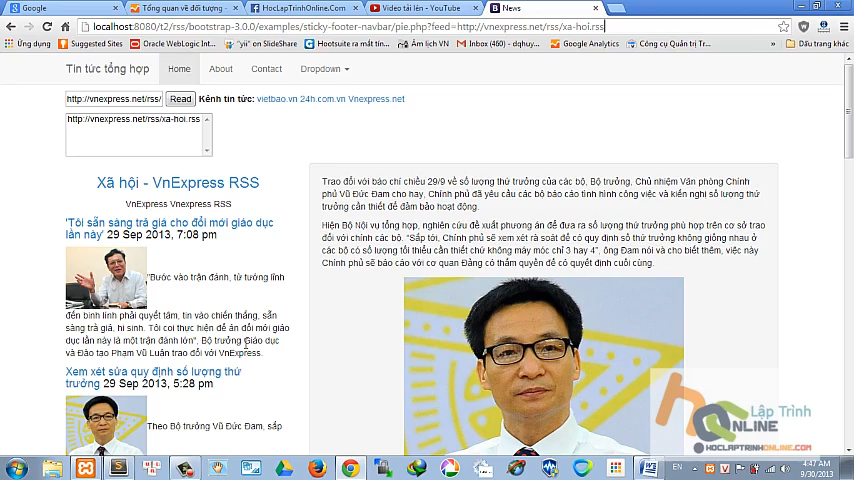 Google
Tổng quan về đối tượng -
HocLapTrinhOnline.Com
Video tải lên - YouTube
News
localhost:8080/t2/rss/bootstrap-3.0.0/examples/sticky-footer-navbar/pie.php?feed=http://vnexpress.net/rss/xa-hoi.rss
Ứng dụng
Suggested Sites
Oracle WebLogic Int...
"yii" on SlideShare
Hootsuite ra mắt tín...
Âm lịch VN
Inbox (460) - dqhuy...
Google Analytics
Công cụ Quản trị...
Dấu trang khác
Tin tức tổng hợp
Home
About
Contact
Dropdown
http://vnexpress.net/rss/
Read
Kênh tin tức: vietbao.vn 24h.com.vn Vnexpress.net
http://vnexpress.net/rss/xa-hoi.rss
Xã hội - VnExpress RSS
VnExpress Vnexpress RSS
'Tôi sẵn sàng trả giá cho đổi mới giáo dục
lần này' 29 Sep 2013, 7:08 pm
"Bước vào trận đánh, từ tướng lĩnh
đến binh lính phải quyết tâm, tin vào chiến thắng, sẵn
sàng trả giá, hi sinh. Tôi coi thực hiện đề án đổi mới giáo
dục lần này là một trận đánh lớn", Bộ trưởng Giáo dục
và Đào tạo Phạm Vũ Luận trao đổi với VnExpress.
Xem xét sửa quy định số lượng thứ
trưởng 29 Sep 2013, 5:28 pm
Theo Bộ trưởng Vũ Đức Đam, sắp
Trao đổi với báo chí chiều 29/9 về số lượng thứ trưởng của các bộ, Bộ trưởng, Chủ nhiệm Văn phòng Chính
phủ Vũ Đức Đam cho hay, Chính phủ đã yêu cầu các bộ báo cáo tình hình công việc và kiến nghị số lượng thứ
trưởng cần thiết để đảm bảo hoạt động.
Hiện Bộ Nội vụ tổng hợp, nghiên cứu đề xuất phương án để đưa ra số lượng thứ trưởng phù hợp trên cơ sở trao
đổi với chính các bộ. "Sắp tới, Chính phủ sẽ xem xét rà soát để có quy định số thứ trưởng không giống nhau ở
các bộ có số lượng tối thiểu cần thiết chứ không máy móc chỉ 3 hay 4", ông Đam nói và cho biết thêm, việc này
Chính phủ sẽ báo cáo với cơ quan Đảng có thẩm quyền để có quyết định cuối cùng.
Lập Trình
ONLINE
HOCLAPTRINHONLINE.COM
EN
4:47 AM
9/30/2013